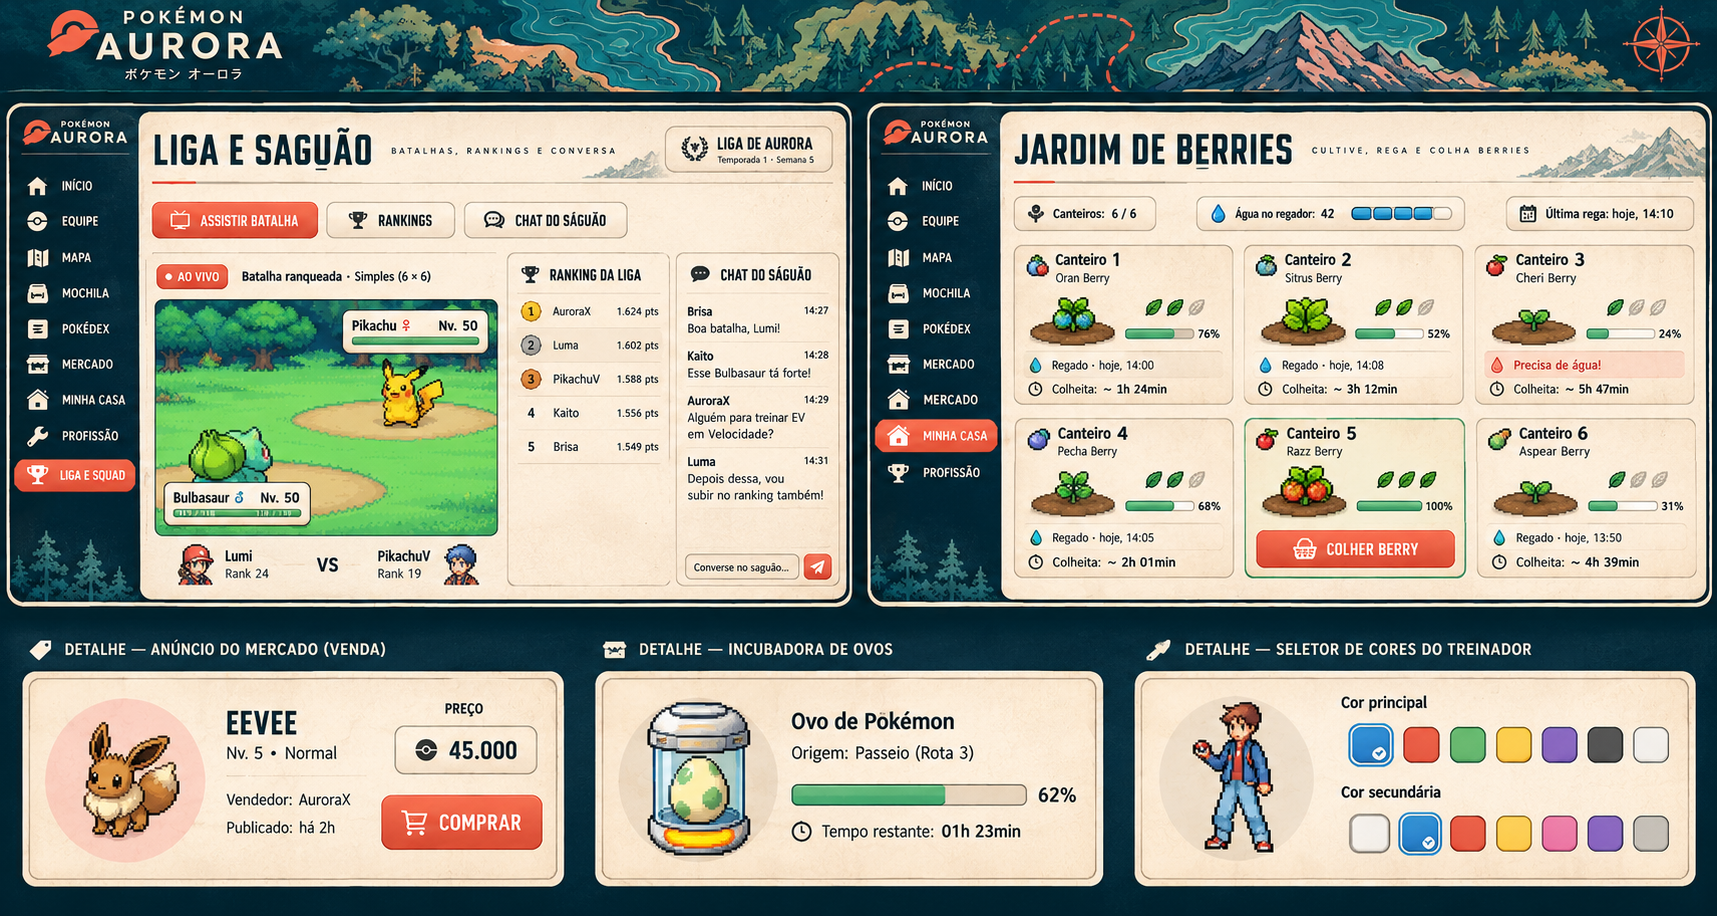 POKÉMON
AURORA
ポケモン オーロラ
POKÉMON
AURORA
INÍCIO
EQUIPE
MAPA
MOCHILA
POKÉDEX
MERCADO
MINHA CASA
PROFISSÃO
LIGA E SQUAD
LIGA E SAGUÃO
BATALHAS, RANKINGS E CONVERSA
LIGA DE AURORA
Temporada 1 • Semana 5
ASSISTIR BATALHA
RANKINGS
CHAT DO SÁGUÃO
AO VIVO
Batalha ranqueada • Simples (6 × 6)
Pikachu ♀ Nv. 50
Bulbasaur ♂ Nv. 50
Lumi
Rank 24
VS
PikachuV
Rank 19
RANKING DA LIGA
1 AuroraX 1.624 pts
2 Luma 1.602 pts
3 PikachuV 1.588 pts
4 Kaito 1.556 pts
5 Brisa 1.549 pts
CHAT DO SÁGUÃO
Brisa 14:27
Boa batalha, Lumi!
Kaito 14:28
Esse Bulbasaur tá forte!
AuroraX 14:29
Alguém para treinar EV
em Velocidade?
Luma 14:31
Depois dessa, vou
subir no ranking também!
Converse no saguão...
POKÉMON
AURORA
INÍCIO
EQUIPE
MAPA
MOCHILA
POKÉDEX
MERCADO
MERCADO
MINHA CASA
PROFISSÃO
JARDIM DE BERRIES
CULTIVE, REGA E COLHA BERRIES
Canteiros: 6 / 6
Água no regador: 42
Última rega: hoje, 14:10
Canteiro 1
Oran Berry
76%
Regado • hoje, 14:00
Colheita: ~ 1h 24min
Canteiro 2
Sitrus Berry
52%
Regado • hoje, 14:08
Colheita: ~ 3h 12min
Canteiro 3
Cheri Berry
24%
Precisa de água!
Colheita: ~ 5h 47min
Canteiro 4
Pecha Berry
68%
Regado • hoje, 14:05
Colheita: ~ 2h 01min
Canteiro 5
Razz Berry
100%
COLHER BERRY
Canteiro 6
Aspear Berry
31%
Regado • hoje, 13:50
Colheita: ~ 4h 39min
DETALHE — ANÚNCIO DO MERCADO (VENDA)
EEVEE
Nv. 5 • Normal
Vendedor: AuroraX
Publicado: há 2h
PREÇO
45.000
COMPRAR
DETALHE — INCUBADORA DE OVOS
Ovo de Pokémon
Origem: Passeio (Rota 3)
62%
Tempo restante: 01h 23min
DETALHE — SELETOR DE CORES DO TREINADOR
Cor principal
Cor secundária